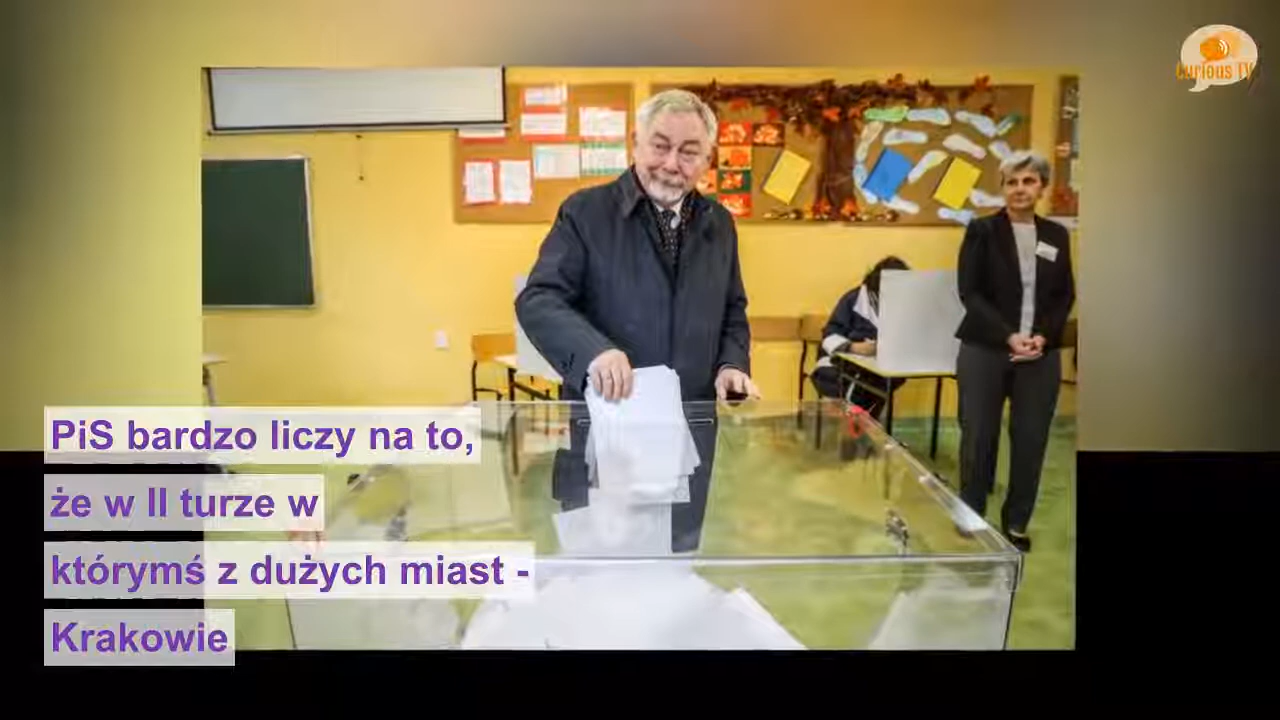 Curious TV
PiS bardzo liczy na to,
że w II turze w
którymś z dużych miast -
Krakowie